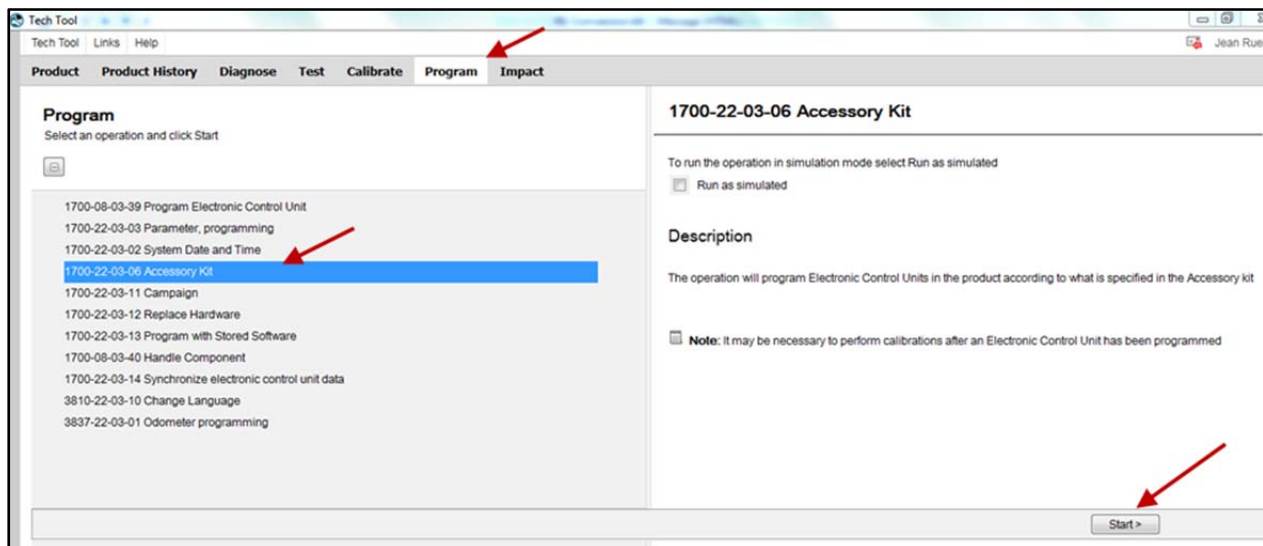 Tech Tool
Tech Tool Links Help
Jean Rue
Product Product History Diagnose Test Calibrate Program Impact
Program
Select an operation and click Start
1700-08-03-39 Program Electronic Control Unit
1700-22-03-03 Parameter, programming
1700-22-03-02 System Date and Time
1700-22-03-06 Accessory Kit
1700-22-03-11 Campaign
1700-22-03-12 Replace Hardware
1700-22-03-13 Program with Stored Software
1700-08-03-40 Handle Component
1700-22-03-14 Synchronize electronic control unit data
3810-22-03-10 Change Language
3837-22-03-01 Odometer programming
1700-22-03-06 Accessory Kit
To run the operation in simulation mode select Run as simulated
Run as simulated
Description
The operation will program Electronic Control Units in the product according to what is specified in the Accessory kit
Note: It may be necessary to perform calibrations after an Electronic Control Unit has been programmed
Start >